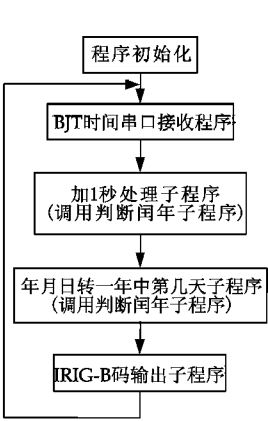 程序初始化
BJT时间串口接收程序
加1秒处理子程序
(调用判断闰年子程序)
年月日转一年中第几天子程序
(调用判断闰年子程序)
IRIG-B码输出子程序